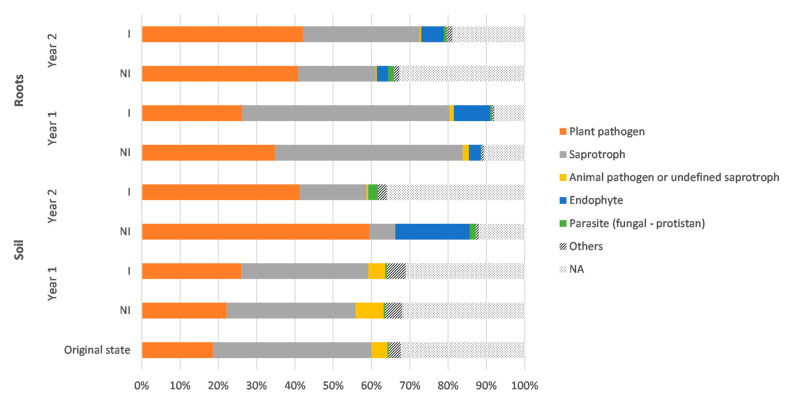 Roots
Year 2
I
NI
Year 1
I
NI
Soil
Year 2
I
NI
Year 1
I
NI
Original state
0% 10% 20% 30% 40% 50% 60% 70% 80% 90% 100%
Plant pathogen
Saprotroph
Animal pathogen or undefined saprotroph
Endophyte
Parasite (fungal - protistan)
Others
NA